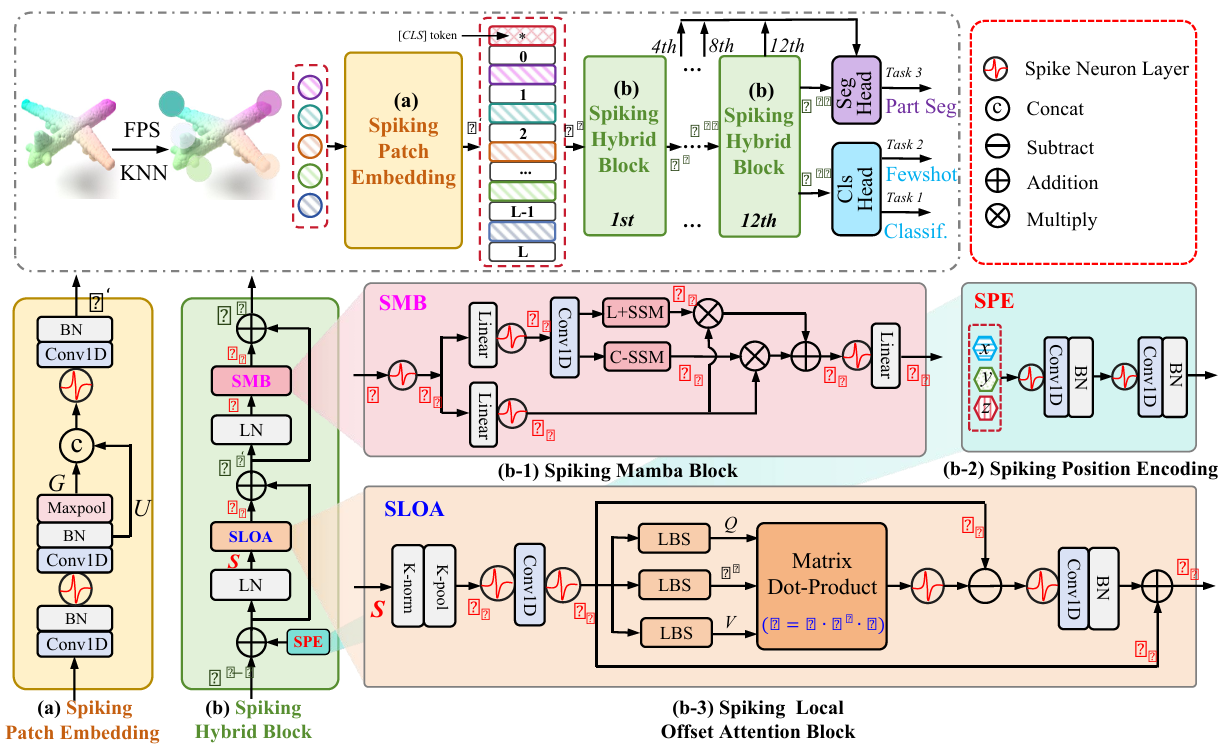 [CLS] token
*
0
1
2
...
L-1
L
FPS
KNN
(a)
Spiking
Patch
Embedding
4th
8th
12th
(b)
Spiking
Hybrid
Block
1st
...
...
(b)
Spiking
Hybrid
Block
12th
Seg
Head
Task 3
Part Seg
Cls
Head
Task 2
Fewshot
Task 1
Classif.
Spike Neuron Layer
C
Concat
Subtract
Addition
Multiply
BN
Conv1D
C
G
U
Maxpool
BN
Conv1D
BN
Conv1D
(a) Spiking
Patch Embedding
SMB
LN
SLOA
S
LN
SPE
(b) Spiking
Hybrid Block
SMB
Linear
Linear
Conv1D
L+SSM
C-SSM
Linear
(b-1) Spiking Mamba Block
SPE
x
y
z
Conv1D
BN
Conv1D
BN
(b-2) Spiking Position Encoding
SLOA
S
K-norm
K-pool
Conv1D
LBS
Q
LBS
LBS
V
Matrix
Dot-Product
Conv1D
BN
(b-3) Spiking Local
Offset Attention Block